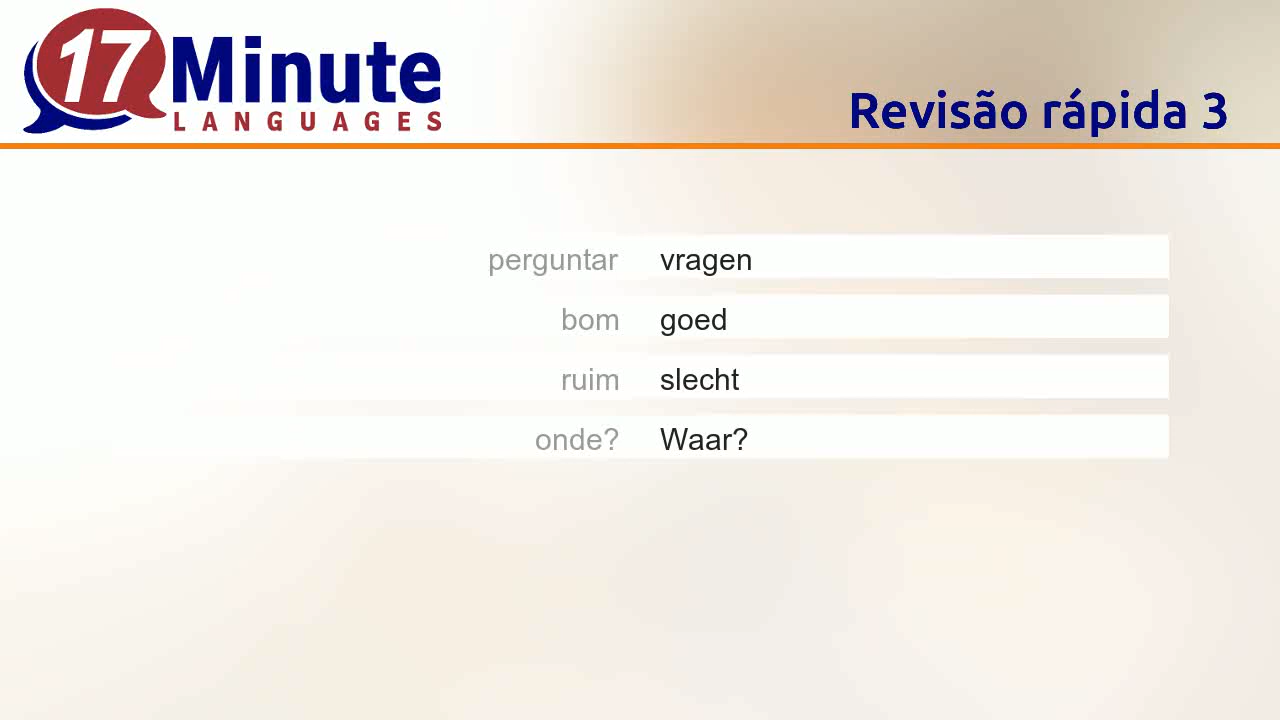 17 Minute
LANGUAGES
Revisão rápida 3
perguntar vragen
bom goed
ruim slecht
onde? Waar?